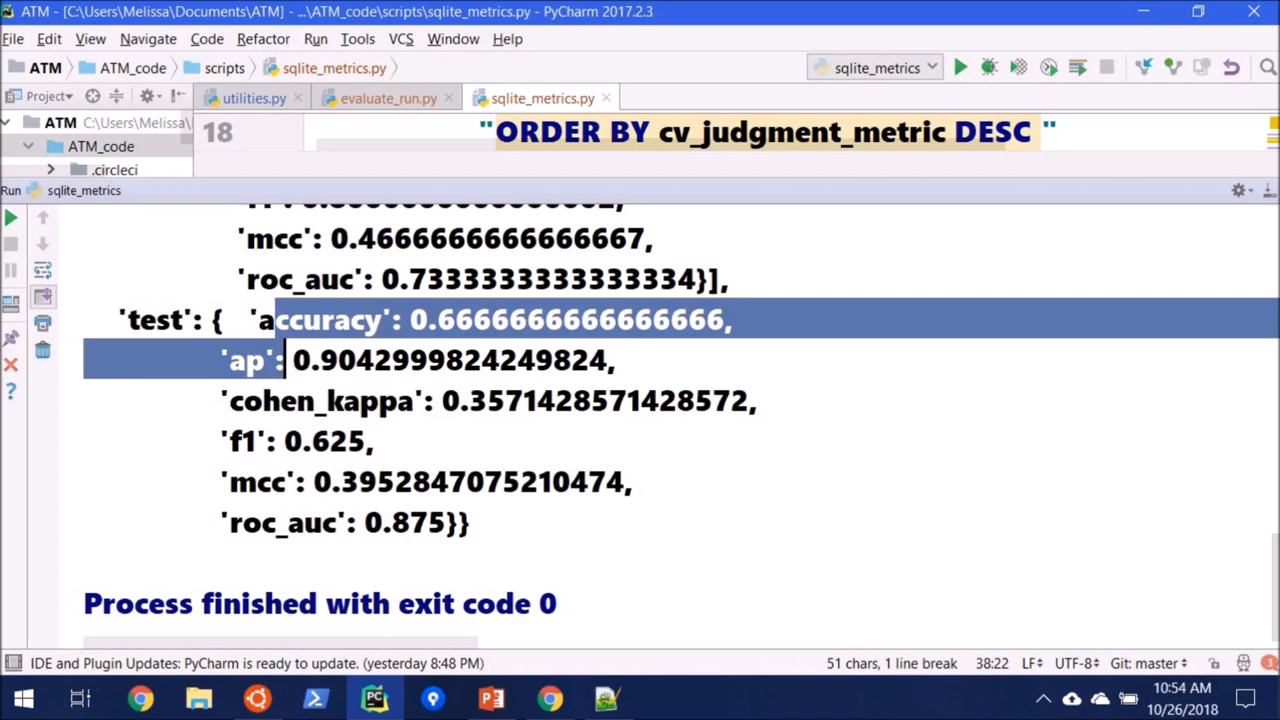 ATM - [C:\Users\Melissa\Documents\ATM] - ...\ATM_code\scripts\sqlite_metrics.py - PyCharm 2017.2.3
File Edit View Navigate Code Refactor Run Tools VCS Window Help
ATM ATM_code scripts sqlite_metrics.py sqlite_metrics
Project utilities.py evaluate_run.py sqlite_metrics.py
ATM C:\Users\Melissa\
18 "ORDER BY cv_judgment_metric DESC "
ATM_code
.circleci
Run sqlite_metrics
'mcc': 0.4666666666666667,
'roc_auc': 0.7333333333333334}],
'test': { 'accuracy': 0.6666666666666666,
'ap': 0.9042999824249824,
'cohen_kappa': 0.3571428571428572,
'f1': 0.625,
'mcc': 0.3952847075210474,
'roc_auc': 0.875}}
Process finished with exit code 0
IDE and Plugin Updates: PyCharm is ready to update. (yesterday 8:48 PM) 51 chars, 1 line break 38:22 LF UTF-8 Git: master 3
10:54 AM
10/26/2018